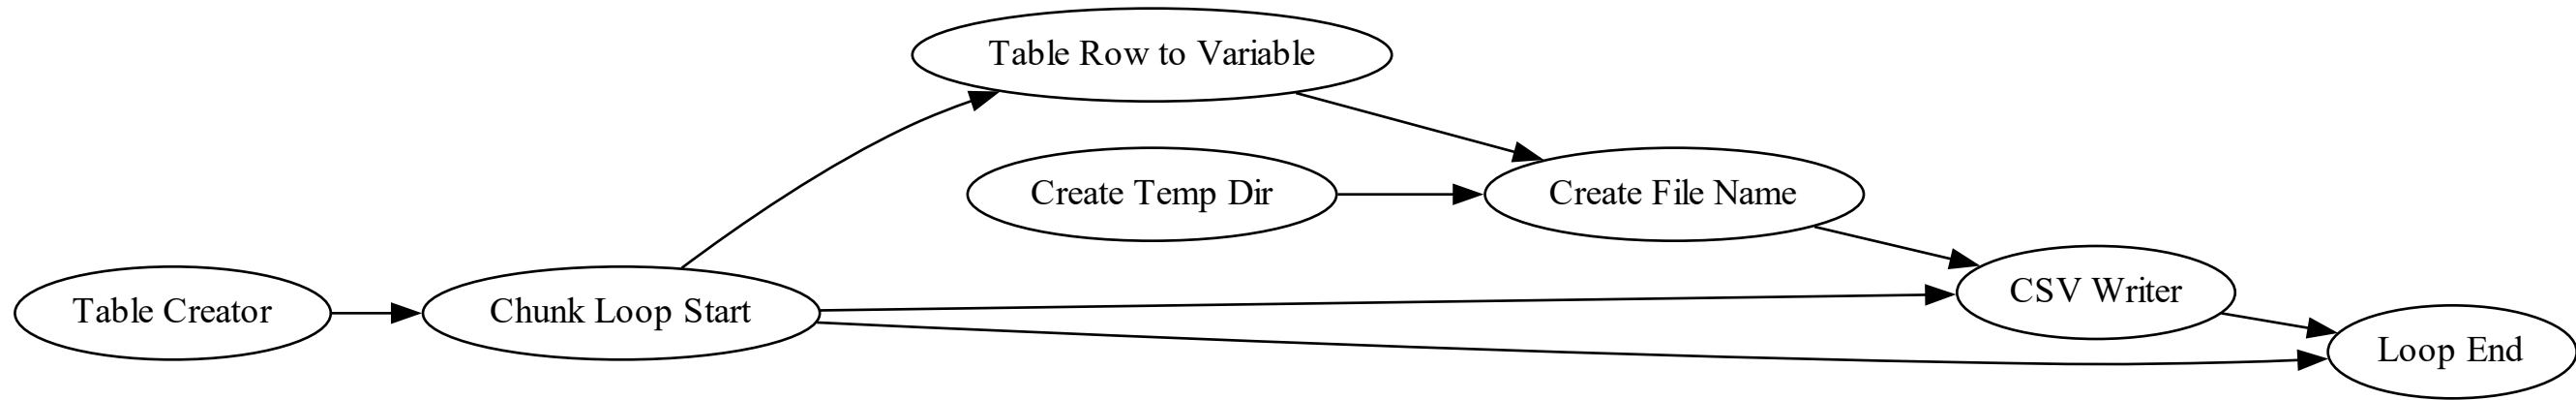 Table Row to Variable
Create Temp Dir
Create File Name
Table Creator
Chunk Loop Start
CSV Writer
Loop End